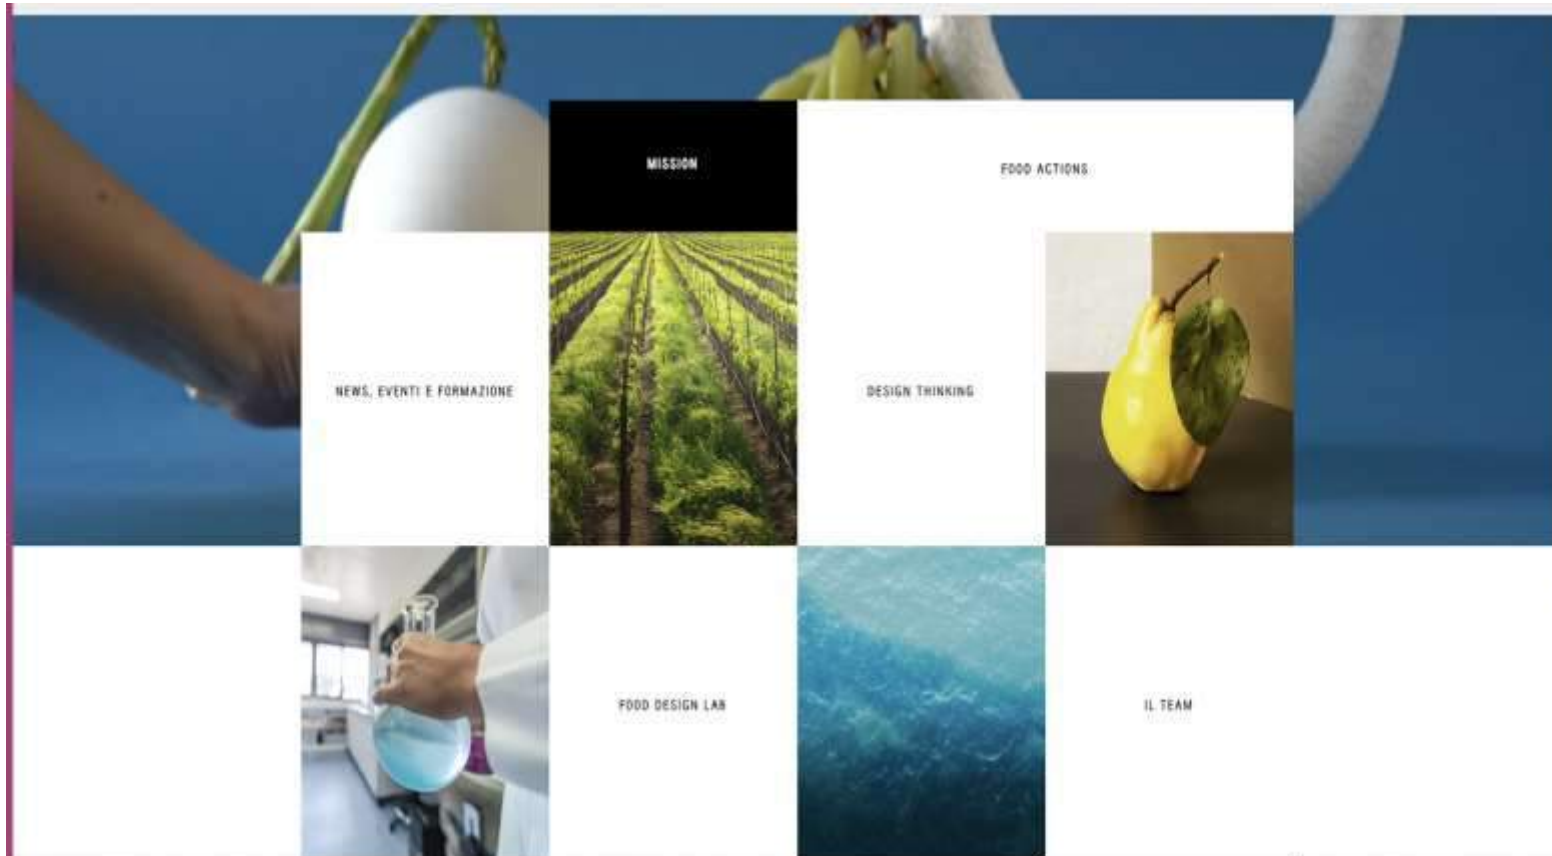 MISSION
FOOD ACTIONS
NEWS, EVENTI E FORMAZIONE
DESIGN THINKING
FOOD DESIGN LAB
IL TEAM